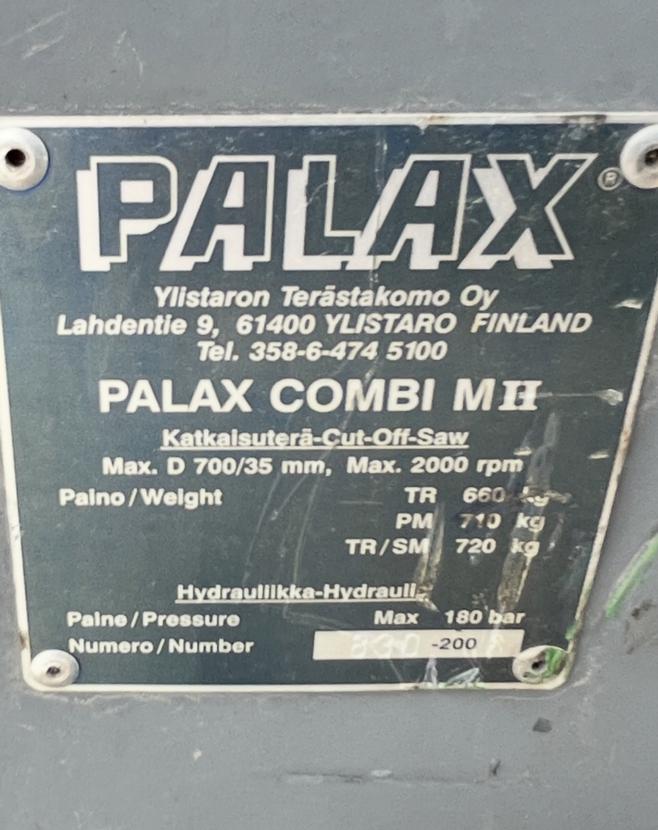 PALAX®
Ylistaron Terästakomo Oy
Lahdentie 9, 61400 YLISTARO FINLAND
Tel. 358-6-474 5100
PALAX COMBI M II
Katkaisuterä-Cut-Off-Saw
Max. D 700/35 mm, Max. 2000 rpm
Paino/Weight TR 660 kg
PM 710 kg
TR/SM 720 kg
Hydrauliikka-Hydrauli
Paine/Pressure Max 180 bar
Numero/Number -200